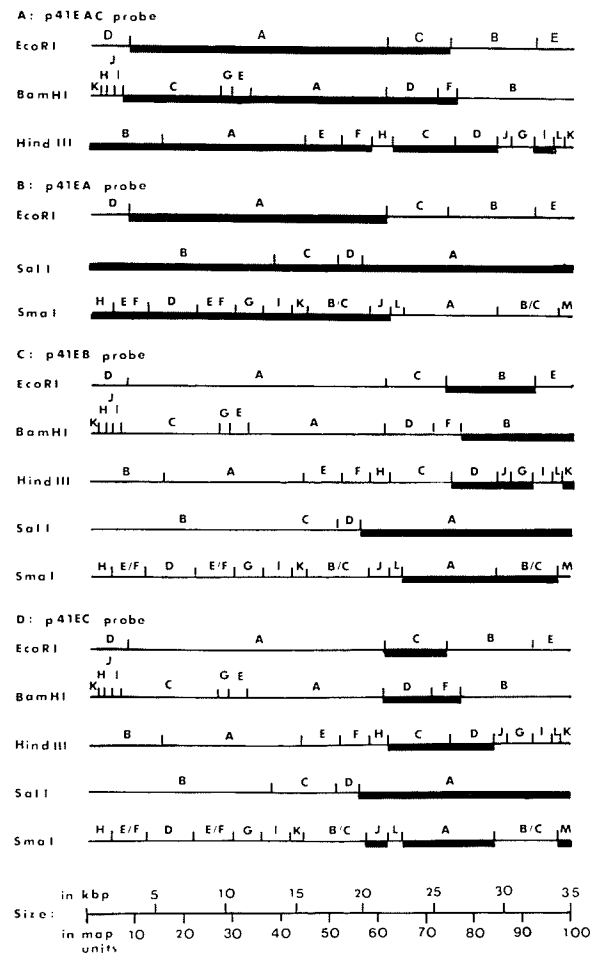 A: p41EAC probe
D A C B E
EcoRI
J
H I G E
K C A D F B
BamHI
B A E F H C D J G I L K
Hind III
B: p41EA probe
D A C B E
EcoRI
B C D A
Sal I
H E F D E F G I K B/C J L A B/C M
Sma I
C: p41EB probe
D A C B E
EcoRI
J
H I G E
K C A D F B
BamHI
B A E F H C D J G I L K
Hind III
B C D A
Sal I
H E/F D E/F G I K B/C J L A B/C M
Sma I
D: p41EC probe
D A C B E
EcoRI
J
H I G E
K C A D F B
BamHI
B A E F H C D J G I L K
Hind III
B C D A
Sal I
H E/F D E/F G I K B/C J L A B/C M
Sma I
in kbp 5 10 15 20 25 30 35
Size:
in map units 10 20 30 40 50 60 70 80 90 100